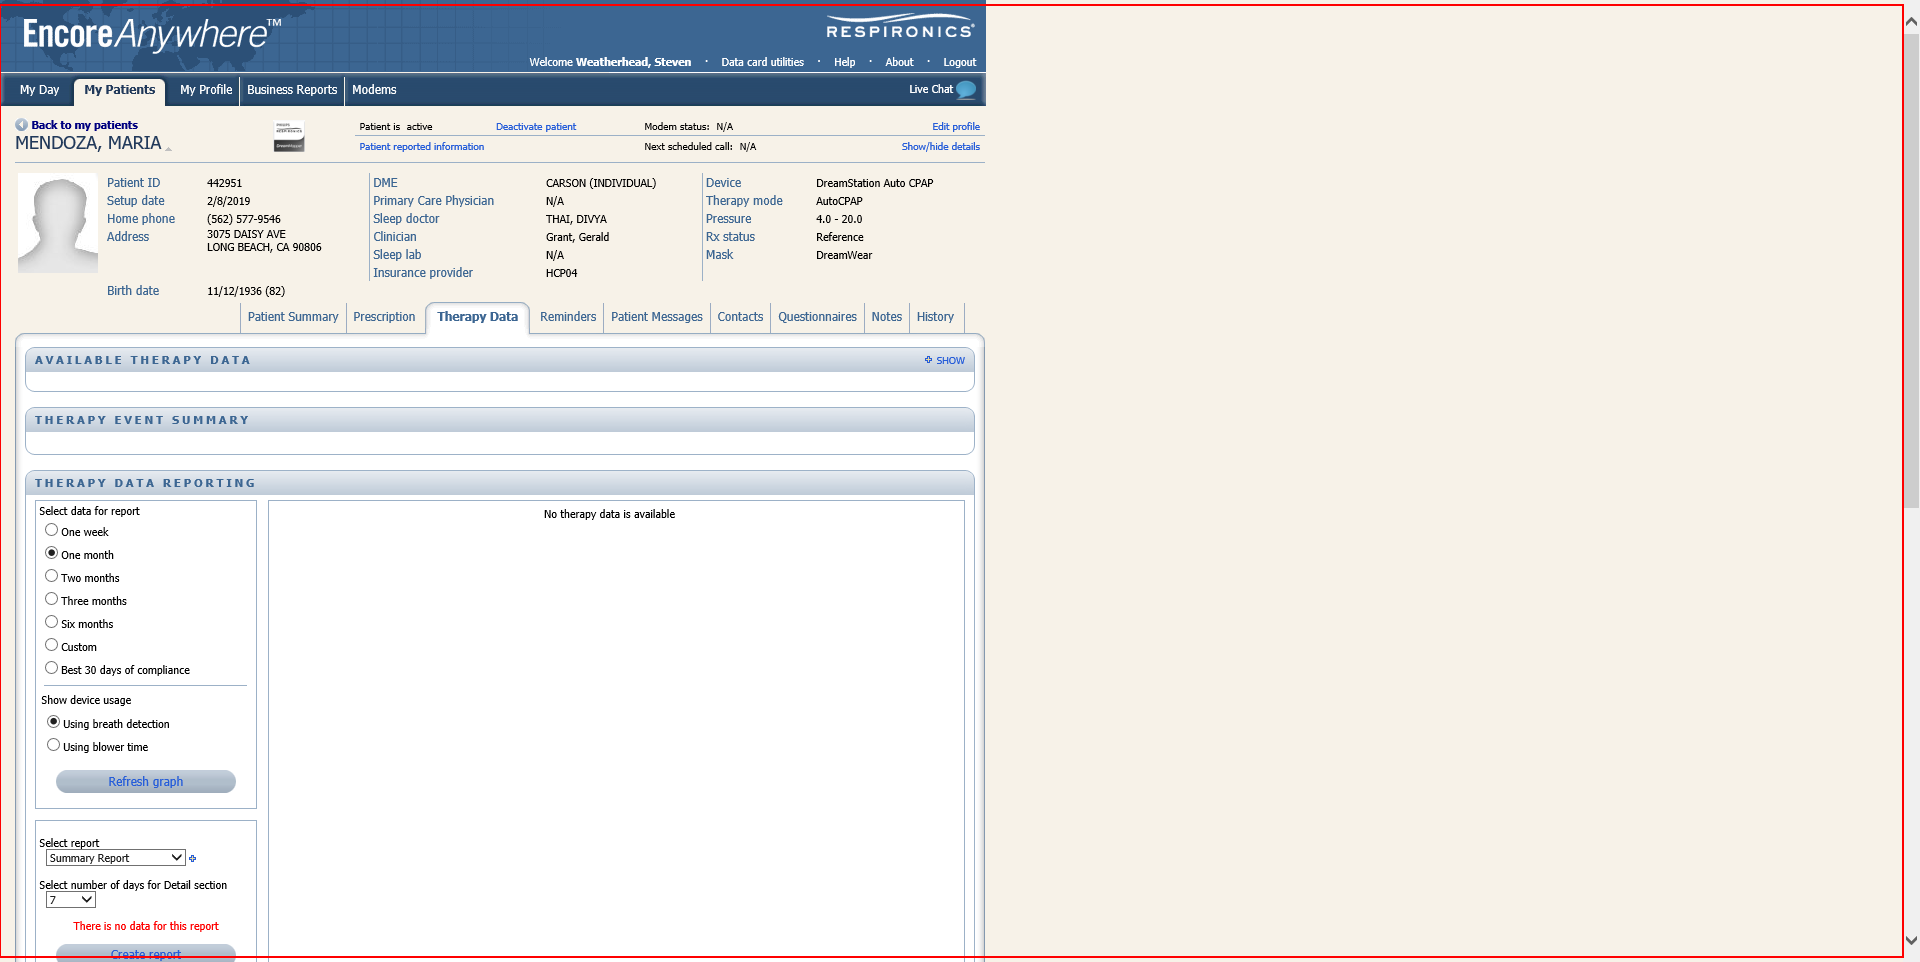 EncoreAnywhere™
RESPIRONICS®
Welcome Weatherhead, Steven · Data card utilities · Help · About · Logout
My Day My Patients My Profile Business Reports Modems Live Chat
Back to my patients
MENDOZA, MARIA
Patient is active Deactivate patient Modem status: N/A Edit profile
Patient reported information Next scheduled call: N/A Show/hide details
Patient ID 442951 DME CARSON (INDIVIDUAL) Device DreamStation Auto CPAP
Setup date 2/8/2019 Primary Care Physician N/A Therapy mode AutoCPAP
Home phone (562) 577-9546 Sleep doctor THAI, DIVYA Pressure 4.0 - 20.0
Address 3075 DAISY AVE Clinician Grant, Gerald Rx status Reference
LONG BEACH, CA 90806 Sleep lab N/A Mask DreamWear
Insurance provider HCP04
Birth date 11/12/1936 (82)
Patient Summary Prescription Therapy Data Reminders Patient Messages Contacts Questionnaires Notes History
AVAILABLE THERAPY DATA SHOW
THERAPY EVENT SUMMARY
THERAPY DATA REPORTING
Select data for report
One week
One month
Two months
Three months
Six months
Custom
Best 30 days of compliance
Show device usage
Using breath detection
Using blower time
Refresh graph
No therapy data is available
Select report
Summary Report
Select number of days for Detail section
7
There is no data for this report
Create report